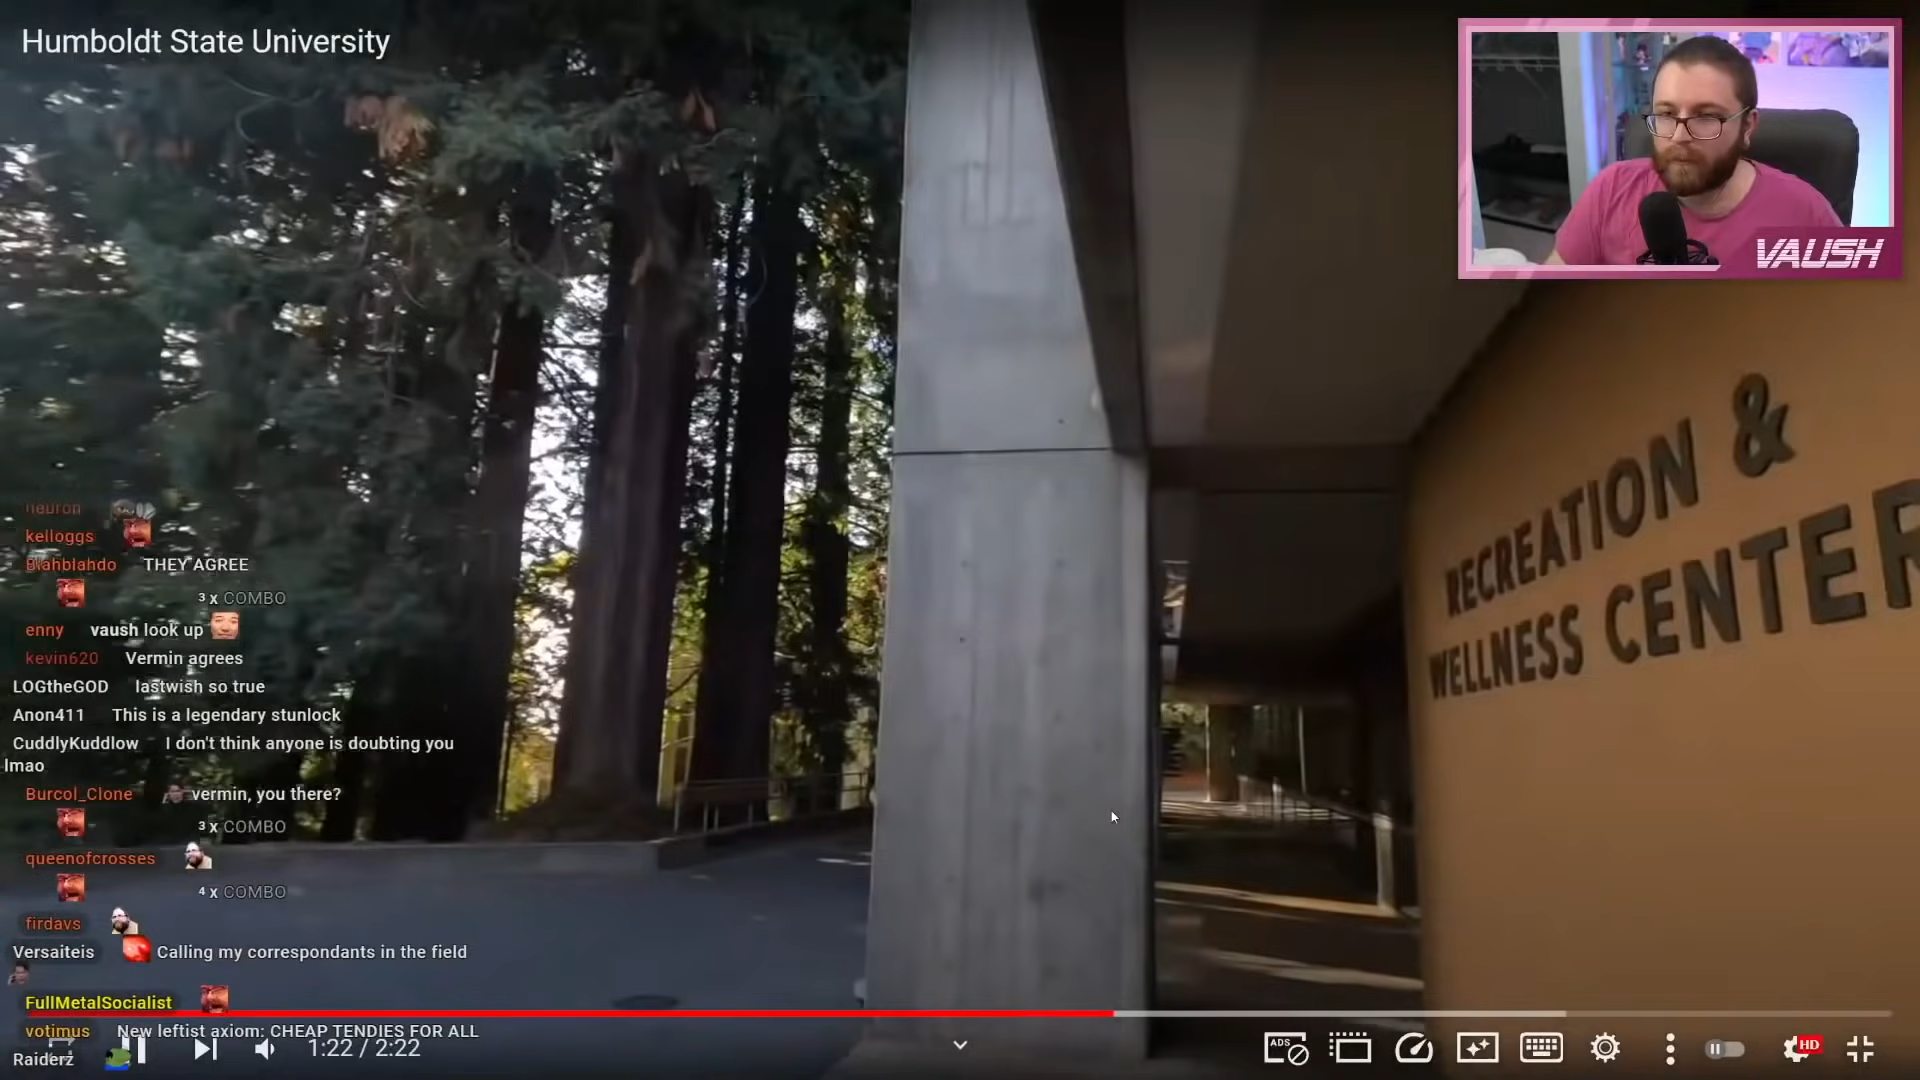 Humboldt State University
VAUSH
RECREATION &
WELLNESS CENTER
neuron
kelloggs
Blahblahdo THEY AGREE
3 x COMBO
enny vaush look up
kevin620 Vermin agrees
LOGtheGOD lastwish so true
Anon411 This is a legendary stunlock
CuddlyKuddlow I don't think anyone is doubting you
lmao
Burcol_Clone vermin, you there?
3 x COMBO
queenofcrosses
4 x COMBO
firdavs
Versaiteis Calling my correspondants in the field
FullMetalSocialist
votimus New leftist axiom: CHEAP TENDIES FOR ALL
Raiderz
1:22 / 2:22
ADS
HD